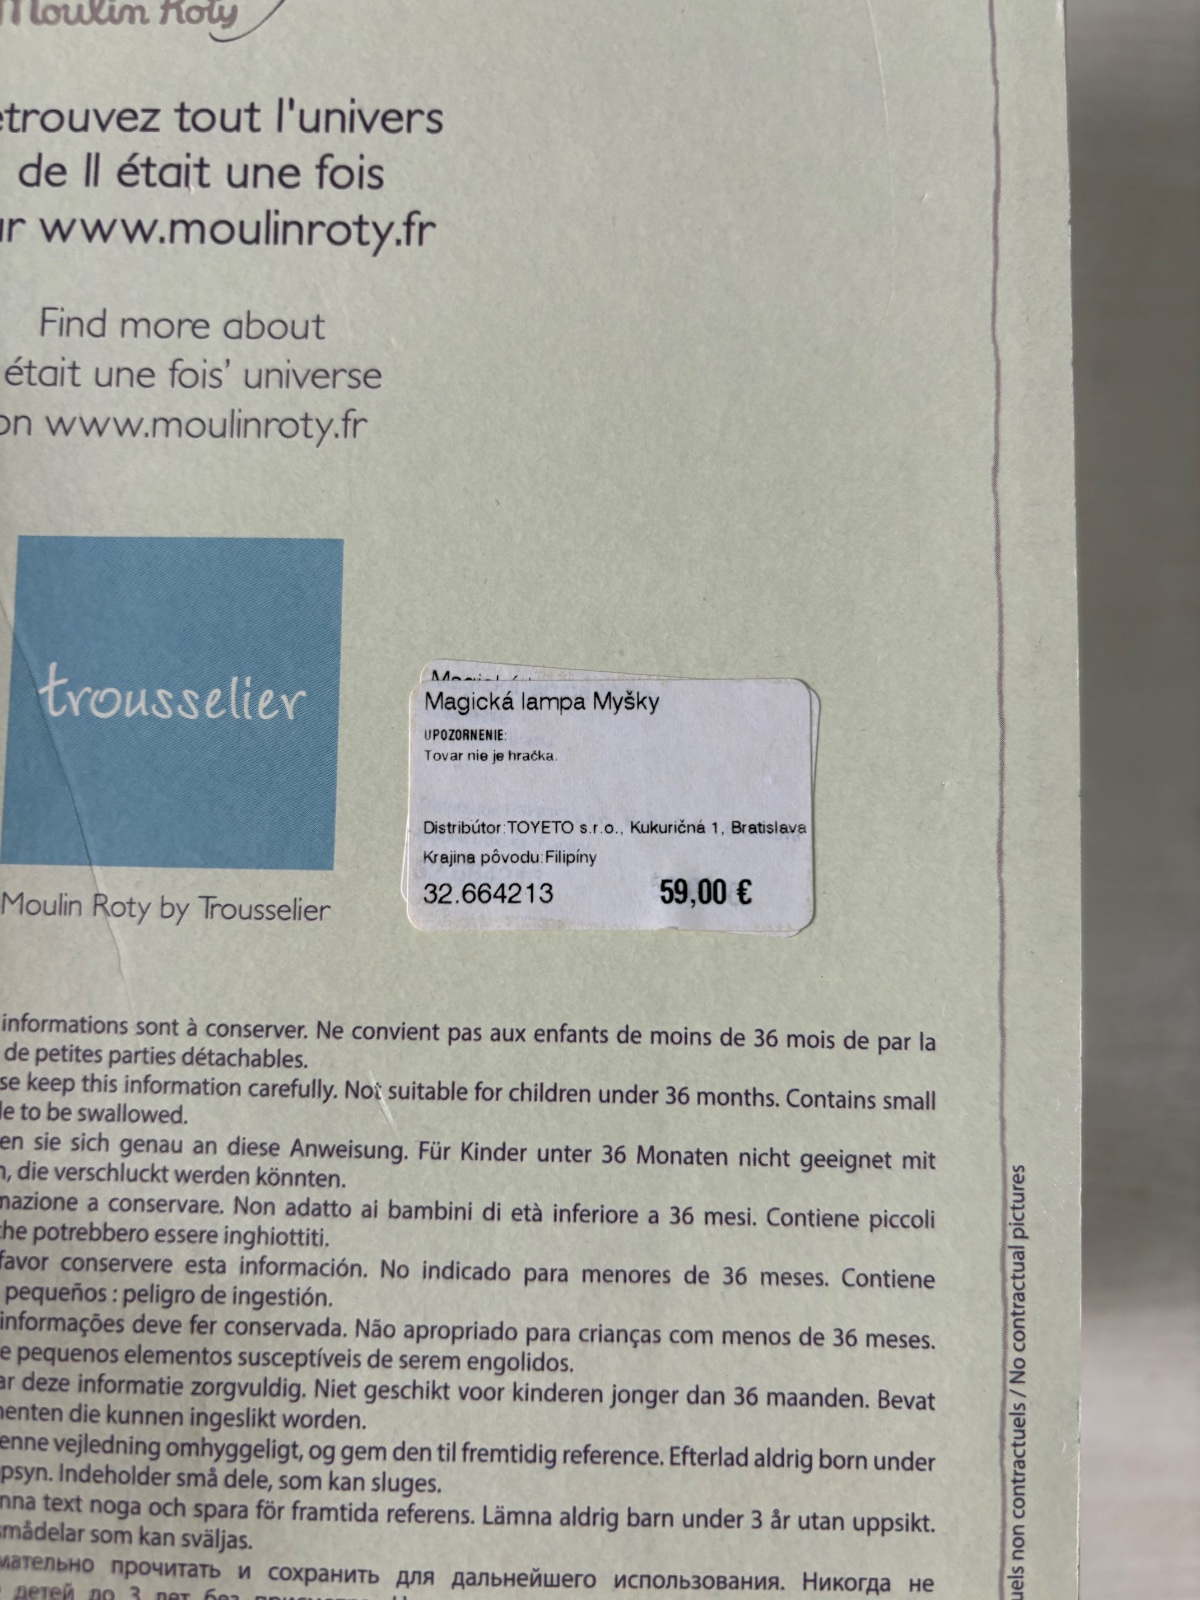 Moulin Roty
etrouvez tout l'univers
de Il était une fois
ur www.moulinroty.fr
Find more about
était une fois' universe
on www.moulinroty.fr
trousselier
Moulin Roty by Trousselier
Magická lampa Myšky
UPOZORNENIE:
Tovar nie je hračka.
Distribútor:TOYETO s.r.o., Kukuričná 1, Bratislava
Krajina pôvodu:Filipíny
32.664213 59,00 €
informations sont à conserver. Ne convient pas aux enfants de moins de 36 mois de par la
de petites parties détachables.
se keep this information carefully. Not suitable for children under 36 months. Contains small
le to be swallowed.
en sie sich genau an diese Anweisung. Für Kinder unter 36 Monaten nicht geeignet mit
n, die verschluckt werden könnten.
mazione a conservare. Non adatto ai bambini di età inferiore a 36 mesi. Contiene piccoli
he potrebbero essere inghiottiti.
favor conservere esta información. No indicado para menores de 36 meses. Contiene
pequeños : peligro de ingestión.
informações deve fer conservada. Não apropriado para crianças com menos de 36 meses.
e pequenos elementos susceptíveis de serem engolidos.
ar deze informatie zorgvuldig. Niet geschikt voor kinderen jonger dan 36 maanden. Bevat
menten die kunnen ingeslikt worden.
enne vejledning omhyggeligt, og gem den til fremtidig reference. Efterlad aldrig born under
psyn. Indeholder små dele, som kan sluges.
nna text noga och spara för framtida referens. Lämna aldrig barn under 3 år utan uppsikt.
smådelar som kan sväljas.
мательно прочитать и сохранить для дальнейшего использования. Никогда не
детей до 3 лет без
uels non contractuels / No contractual pictures